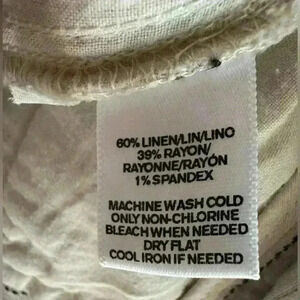 60% LINEN/LIN/LINO
39% RAYON/
RAYONNE/RAYÓN
1% SPANDEX
MACHINE WASH COLD
ONLY NON-CHLORINE
BLEACH WHEN NEEDED
DRY FLAT
COOL IRON IF NEEDED